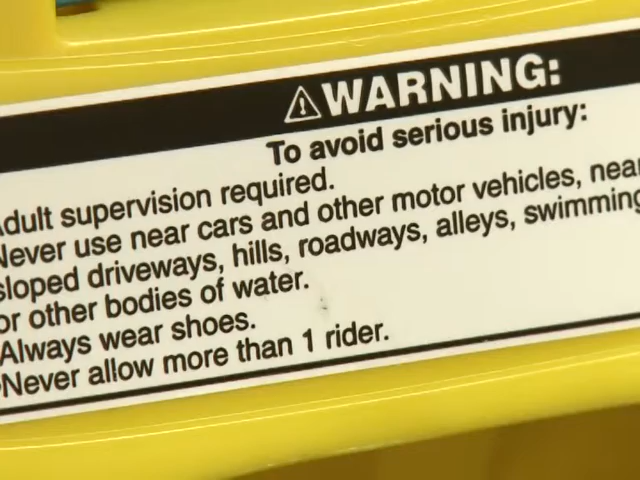 WARNING:
To avoid serious injury:
dult supervision required.
Never use near cars and other motor vehicles, near
sloped driveways, hills, roadways, alleys, swimming
or other bodies of water.
Always wear shoes.
Never allow more than 1 rider.